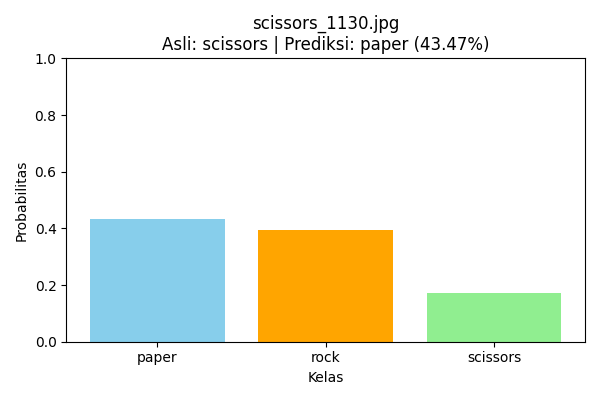 scissors_1130.jpg
Asli: scissors | Prediksi: paper (43.47%)
1.0
0.8
0.6
0.4
0.2
0.0
Probabilitas
paper rock scissors
Kelas